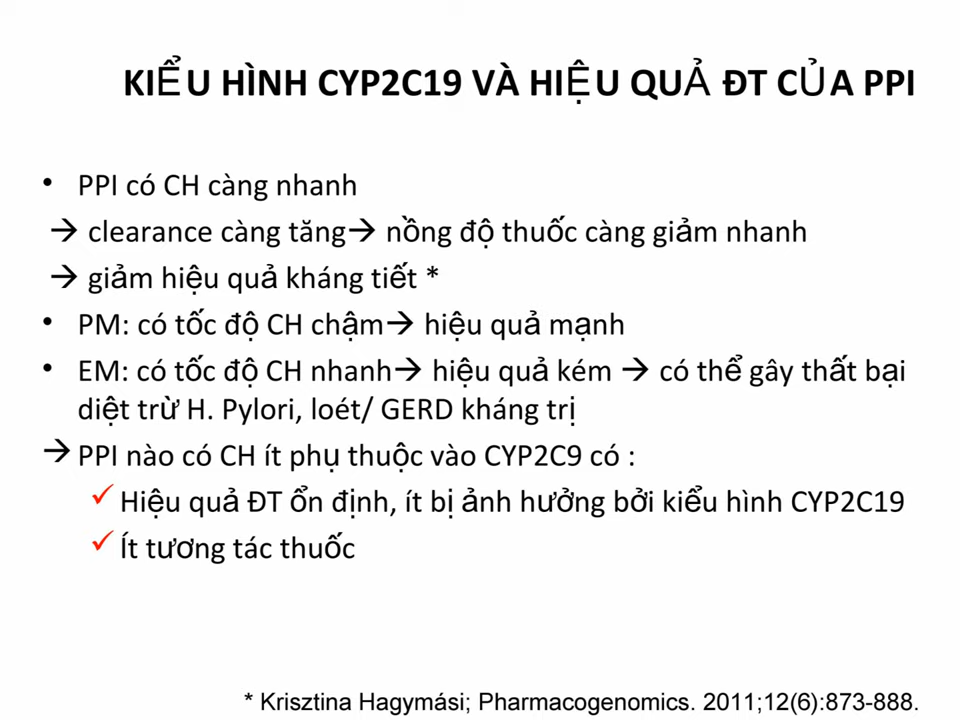 KIỂU HÌNH CYP2C19 VÀ HIỆU QUẢ ĐT CỦA PPI
• PPI có CH càng nhanh
→ clearance càng tăng→ nồng độ thuốc càng giảm nhanh
→ giảm hiệu quả kháng tiết *
• PM: có tốc độ CH chậm→ hiệu quả mạnh
• EM: có tốc độ CH nhanh→ hiệu quả kém → có thể gây thất bại
diệt trừ H. Pylori, loét/ GERD kháng trị
→ PPI nào có CH ít phụ thuộc vào CYP2C9 có :
✓ Hiệu quả ĐT ổn định, ít bị ảnh hưởng bởi kiểu hình CYP2C19
✓ Ít tương tác thuốc
* Krisztina Hagymási; Pharmacogenomics. 2011;12(6):873-888.